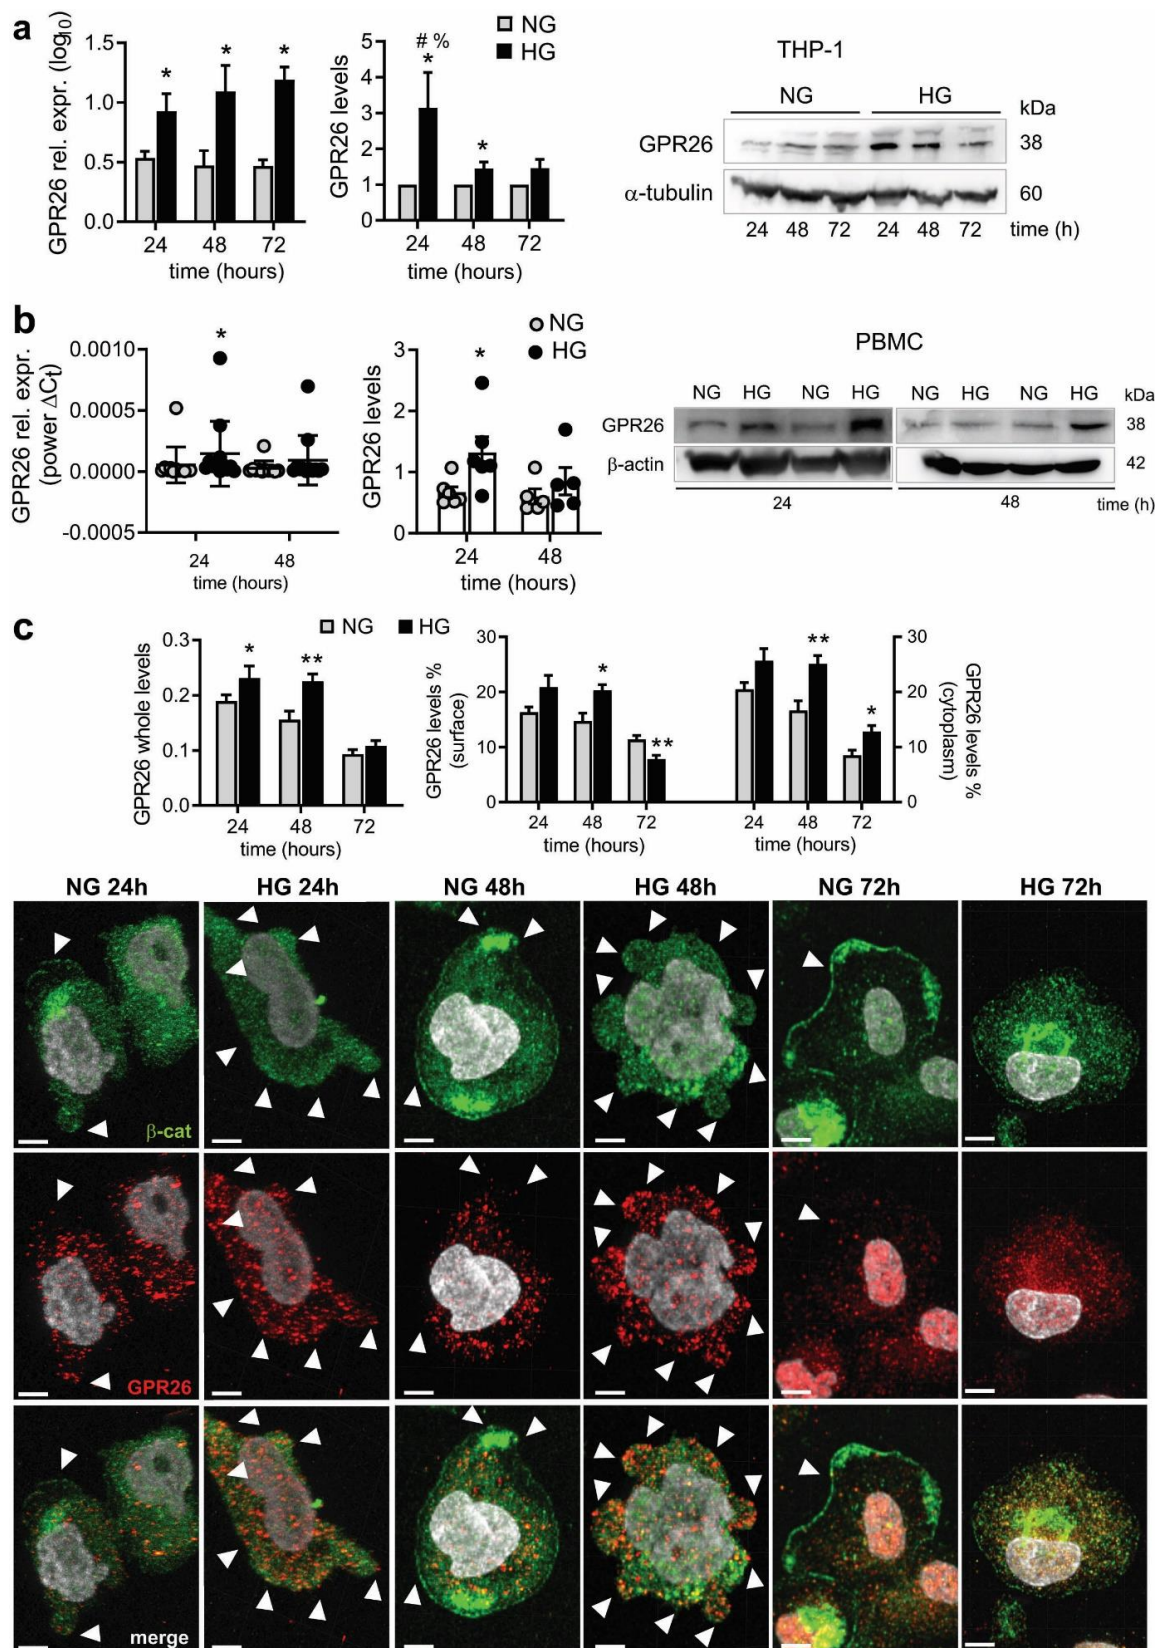 a
NG
HG
GPR26 rel. expr. (log10)
1.5
1.0
0.5
0.0
*
*
*
24
48
72
time (hours)
GPR26 levels
5
4
3
2
1
0
# %
*
*
24
48
72
time (hours)
THP-1
NG
HG
kDa
GPR26
38
α-tubulin
60
24 48 72 24 48 72 time (h)
b
GPR26 rel. expr.
(power ΔCt)
0.0010
0.0005
0.0000
-0.0005
*
24
48
time (hours)
NG
HG
GPR26 levels
3
2
1
0
*
24
48
time (hours)
PBMC
NG HG NG HG NG HG NG HG kDa
GPR26
38
β-actin
42
24
48
time (h)
c
NG
HG
GPR26 whole levels
0.3
0.2
0.1
0.0
*
**
24
48
72
time (hours)
GPR26 levels %
(surface)
30
20
10
0
*
**
24
48
72
time (hours)
**
*
24
48
72
time (hours)
30
20
10
0
GPR26 levels %
(cytoplasm)
NG 24h
HG 24h
NG 48h
HG 48h
NG 72h
HG 72h
β-cat
GPR26
merge